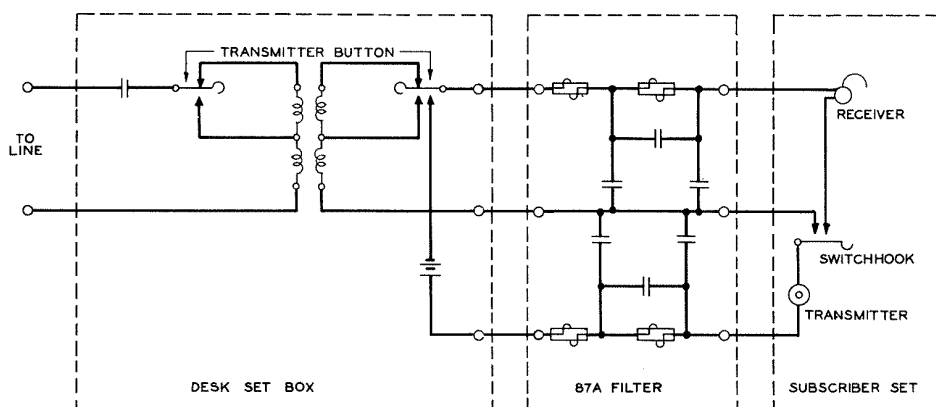 TRANSMITTER BUTTON
TO
LINE
RECEIVER
SWITCHHOOK
TRANSMITTER
DESK SET BOX
87A FILTER
SUBSCRIBER SET